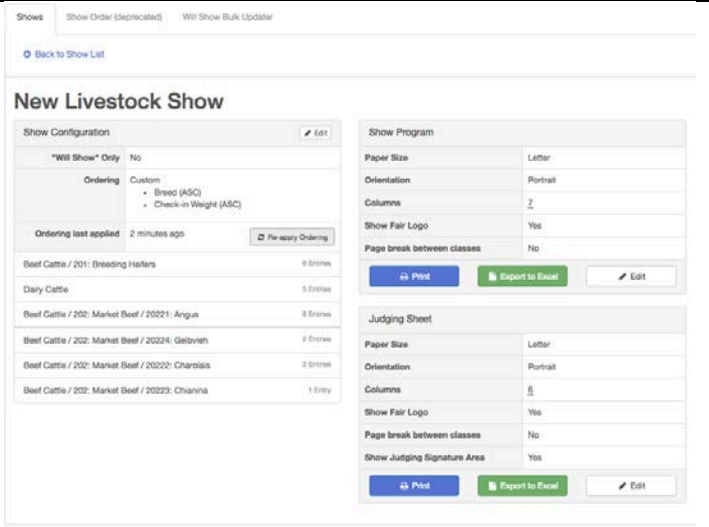 Shows Show Order (deprecated) Will Show Bulk Updater
Back to Show List
New Livestock Show
Show Configuration Edit
"Will Show" Only No
Ordering Custom
Breed (ASC)
Check-in Weight (ASC)
Ordering last applied 2 minutes ago Re-apply Ordering
Beef Cattle / 201: Breeding Heifers 6 Entries
Dairy Cattle 5 Entries
Beef Cattle / 202: Market Beef / 20221: Angus 8 Entries
Beef Cattle / 202: Market Beef / 20224: Gelbvieh 2 Entries
Beef Cattle / 202: Market Beef / 20222: Charolais 2 Entries
Beef Cattle / 202: Market Beef / 20223: Chianina 1 Entry
Show Program
Paper Size Letter
Orientation Portrait
Columns 7
Show Fair Logo Yes
Page break between classes No
Print Export to Excel Edit
Judging Sheet
Paper Size Letter
Orientation Portrait
Columns 6
Show Fair Logo Yes
Page break between classes No
Show Judging Signature Area Yes
Print Export to Excel Edit